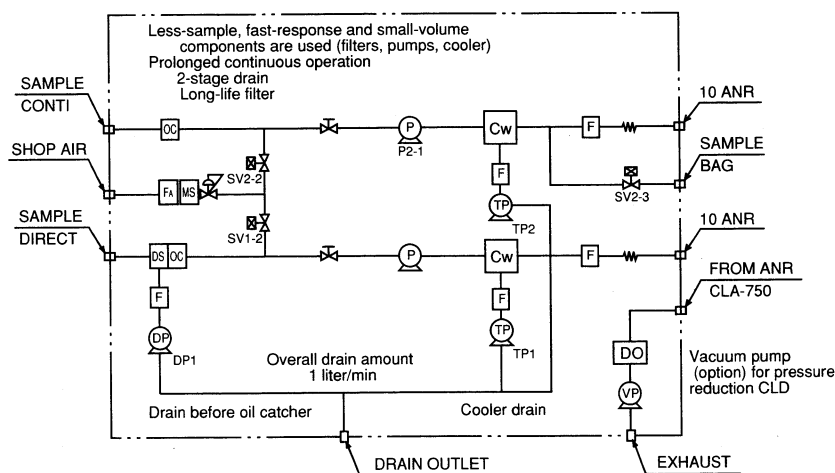 Less-sample, fast-response and small-volume
components are used (filters, pumps, cooler)
Prolonged continuous operation
2-stage drain
Long-life filter
SAMPLE
CONTI
OC
P
P2-1
Cw
F
10 ANR
SHOP AIR
FA MS
SV2-2
F
SAMPLE
BAG
SV2-3
TP
TP2
SAMPLE
DIRECT
SV1-2
DS OC
P
Cw
F
10 ANR
F
DP
DP1
F
TP
TP1
FROM ANR
CLA-750
DO
VP
Overall drain amount
1 liter/min
Vacuum pump
(option) for pressure
reduction CLD
Drain before oil catcher
Cooler drain
DRAIN OUTLET
EXHAUST